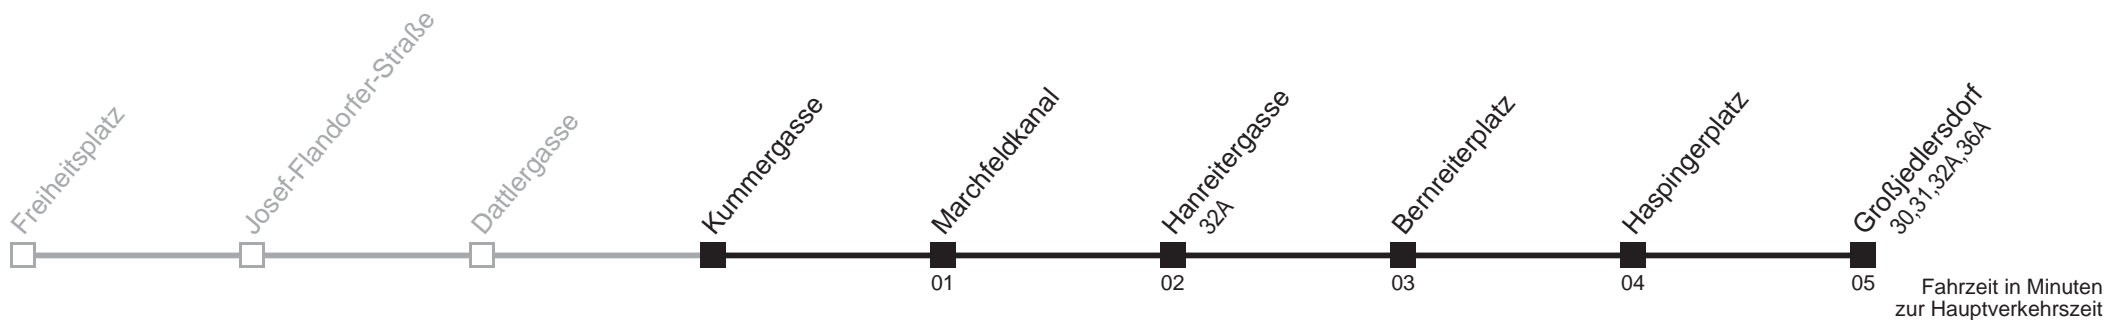 Freiheitsplatz
Josef-Flandorfer-Straße
Dattlergasse
Kummergasse
Marchfeldkanal
Hanreitergasse
32A
Bernreiterplatz
Haspingerplatz
Großjedlersdorf
30,31,32A,36A
01
02
03
04
05
Fahrzeit in Minuten
zur Hauptverkehrszeit